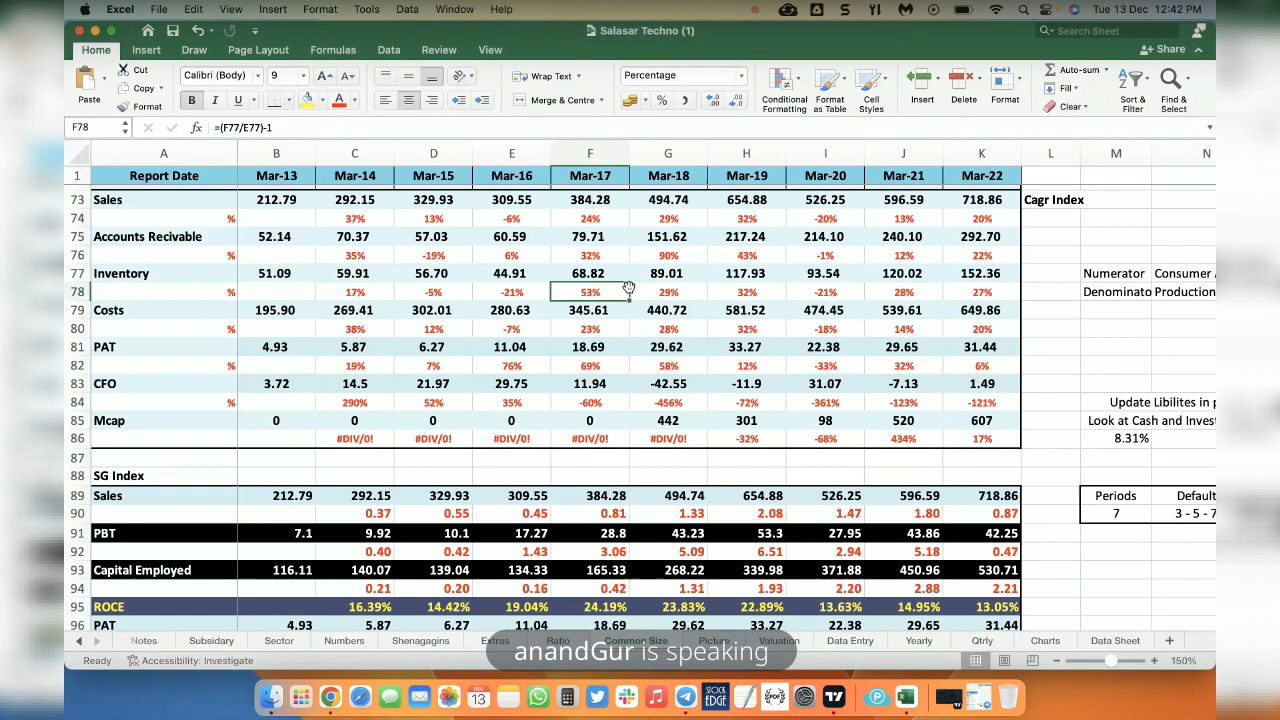 Excel File Edit View Insert Format Tools Data Window Help Tue 13 Dec 12:42 PM
Salasar Techno (1) Search Sheet
Home Insert Draw Page Layout Formulas Data Review View Share
Paste Cut Copy Format Calibri (Body) 9 Wrap Text Merge & Centre Percentage Conditional Formatting Format as Table Cell Styles Insert Delete Format Auto-sum Fill Clear Sort & Filter Find & Select
F78 fx =(F77/E77)-1
A B C D E F G H I J K L M N
1 Report Date Mar-13 Mar-14 Mar-15 Mar-16 Mar-17 Mar-18 Mar-19 Mar-20 Mar-21 Mar-22
73 Sales 212.79 292.15 329.93 309.55 384.28 494.74 654.88 526.25 596.59 718.86 Cagr Index
74 % 37% 13% -6% 24% 29% 32% -20% 13% 20%
75 Accounts Recivable 52.14 70.37 57.03 60.59 79.71 151.62 217.24 214.10 240.10 292.70
76 % 35% -19% 6% 32% 90% 43% -1% 12% 22%
77 Inventory 51.09 59.91 56.70 44.91 68.82 89.01 117.93 93.54 120.02 152.36 Numerator Consumer
78 % 17% -5% -21% 53% 29% 32% -21% 28% 27% Denominato Production
79 Costs 195.90 269.41 302.01 280.63 345.61 440.72 581.52 474.45 539.61 649.86
80 % 38% 12% -7% 23% 28% 32% -18% 14% 20%
81 PAT 4.93 5.87 6.27 11.04 18.69 29.62 33.27 22.38 29.65 31.44
82 % 19% 7% 76% 69% 58% 12% -33% 32% 6%
83 CFO 3.72 14.5 21.97 29.75 11.94 -42.55 -11.9 31.07 -7.13 1.49
84 % 290% 52% 35% -60% -456% -72% -361% -123% -121% Update Libilites in p
85 Mcap 0 0 0 0 0 442 301 98 520 607 Look at Cash and Invest
86 #DIV/0! #DIV/0! #DIV/0! #DIV/0! #DIV/0! -32% -68% 434% 17% 8.31%
87
88 SG Index
89 Sales 212.79 292.15 329.93 309.55 384.28 494.74 654.88 526.25 596.59 718.86 Periods Default
90 0.37 0.55 0.45 0.81 1.33 2.08 1.47 1.80 0.87 7 3 - 5 - 7
91 PBT 7.1 9.92 10.1 17.27 28.8 43.23 53.3 27.95 43.86 42.25
92 0.40 0.42 1.43 3.06 5.09 6.51 2.94 5.18 0.47
93 Capital Employed 116.11 140.07 139.04 134.33 165.33 268.22 339.98 371.88 450.96 530.71
94 0.21 0.20 0.16 0.42 1.31 1.93 2.20 2.88 2.21
95 ROCE 16.39% 14.42% 19.04% 24.19% 23.83% 22.89% 13.63% 14.95% 13.05%
96 PAT 4.93 5.87 6.27 11.04 18.69 29.62 33.27 22.38 29.65 31.44
Notes Subsidary Sector Numbers Shenagagins Extras Ratio Common Size Picture Valuation Data Entry Yearly Qtrly Charts Data Sheet
anandGur is speaking
Ready Accessibility: Investigate 150%
DEC 13 STOCK EDGE PDF